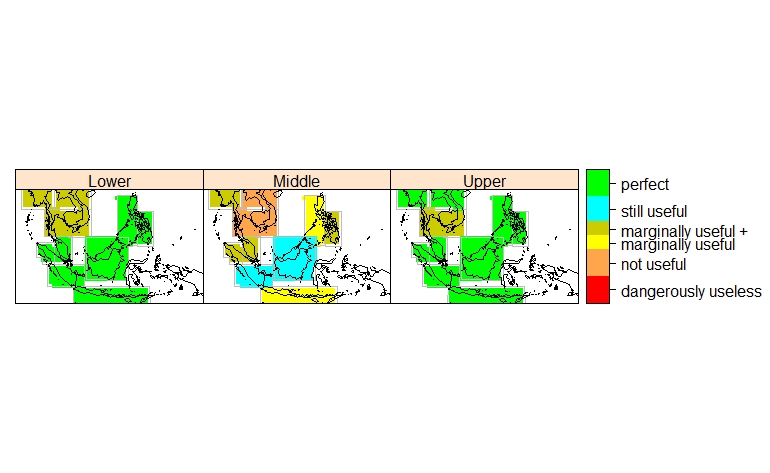 Lower
Middle
Upper
perfect
still useful
marginally useful +
marginally useful
not useful
dangerously useless